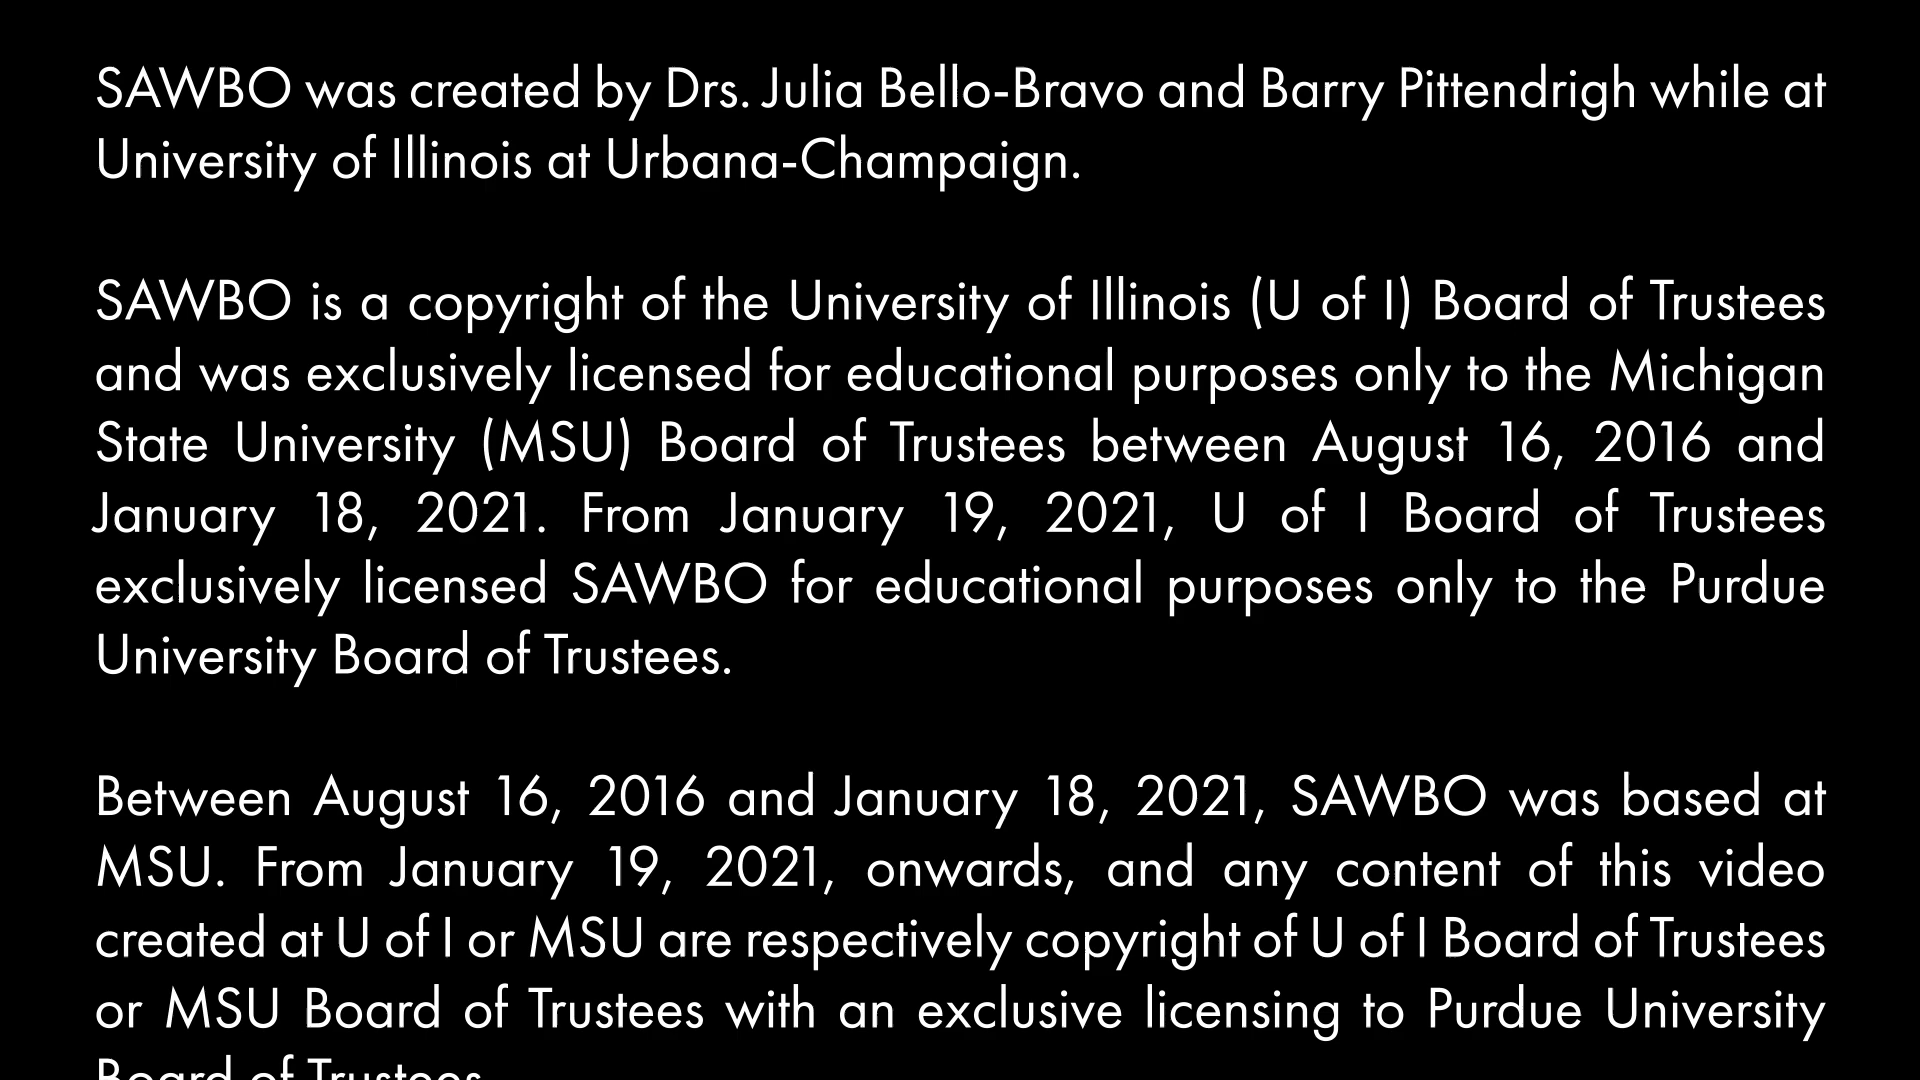 SAWBO was created by Drs. Julia Bello-Bravo and Barry Pittendrigh while at
University of Illinois at Urbana-Champaign.
SAWBO is a copyright of the University of Illinois (U of I) Board of Trustees
and was exclusively licensed for educational purposes only to the Michigan
State University (MSU) Board of Trustees between August 16, 2016 and
January 18, 2021. From January 19, 2021, U of I Board of Trustees
exclusively licensed SAWBO for educational purposes only to the Purdue
University Board of Trustees.
Between August 16, 2016 and January 18, 2021, SAWBO was based at
MSU. From January 19, 2021, onwards, and any content of this video
created at U of I or MSU are respectively copyright of U of I Board of Trustees
or MSU Board of Trustees with an exclusive licensing to Purdue University
Board of Trustees.